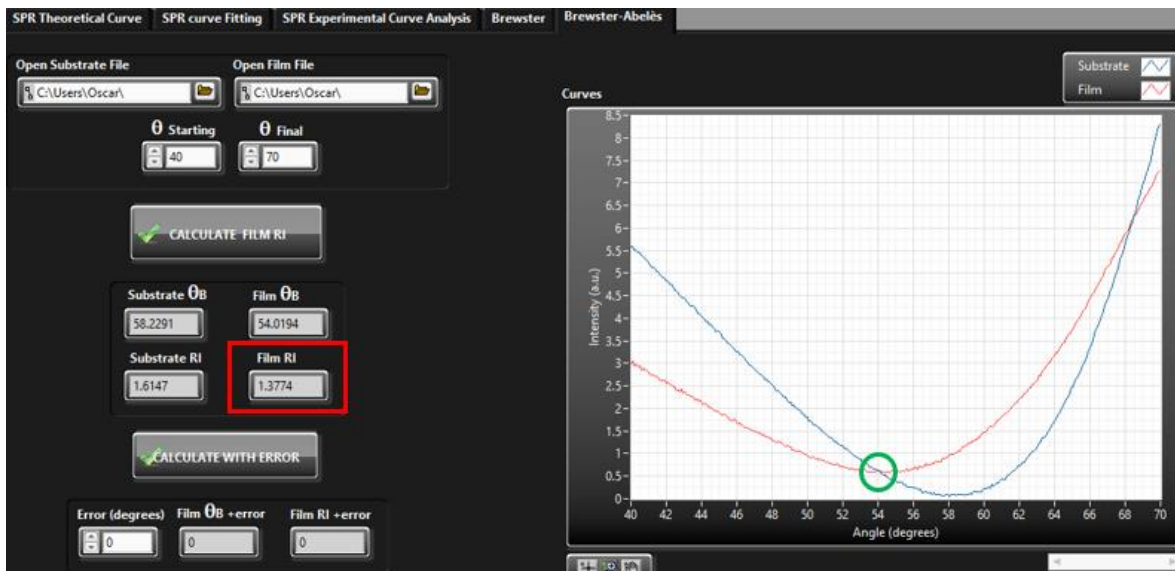 SPR Theoretical Curve SPR curve Fitting SPR Experimental Curve Analysis Brewster Brewster-Abelès
Open Substrate File Open Film File
C:\Users\Oscar\ C:\Users\Oscar\
θ Starting θ Final
40 70
CALCULATE FILM RI
Substrate θB Film θB
58.2291 54.0194
Substrate RI Film RI
1.6147 1.3774
CALCULATE WITH ERROR
Error (degrees) Film θB +error Film RI +error
0 0 0
Substrate
Film
Curves
8.5
8
7.5
7
6.5
6
5.5
5
4.5
4
3.5
3
2.5
2
1.5
1
0.5
0
Intensity (a.u.)
40 42 44 46 48 50 52 54 56 58 60 62 64 66 68 70
Angle (degrees)